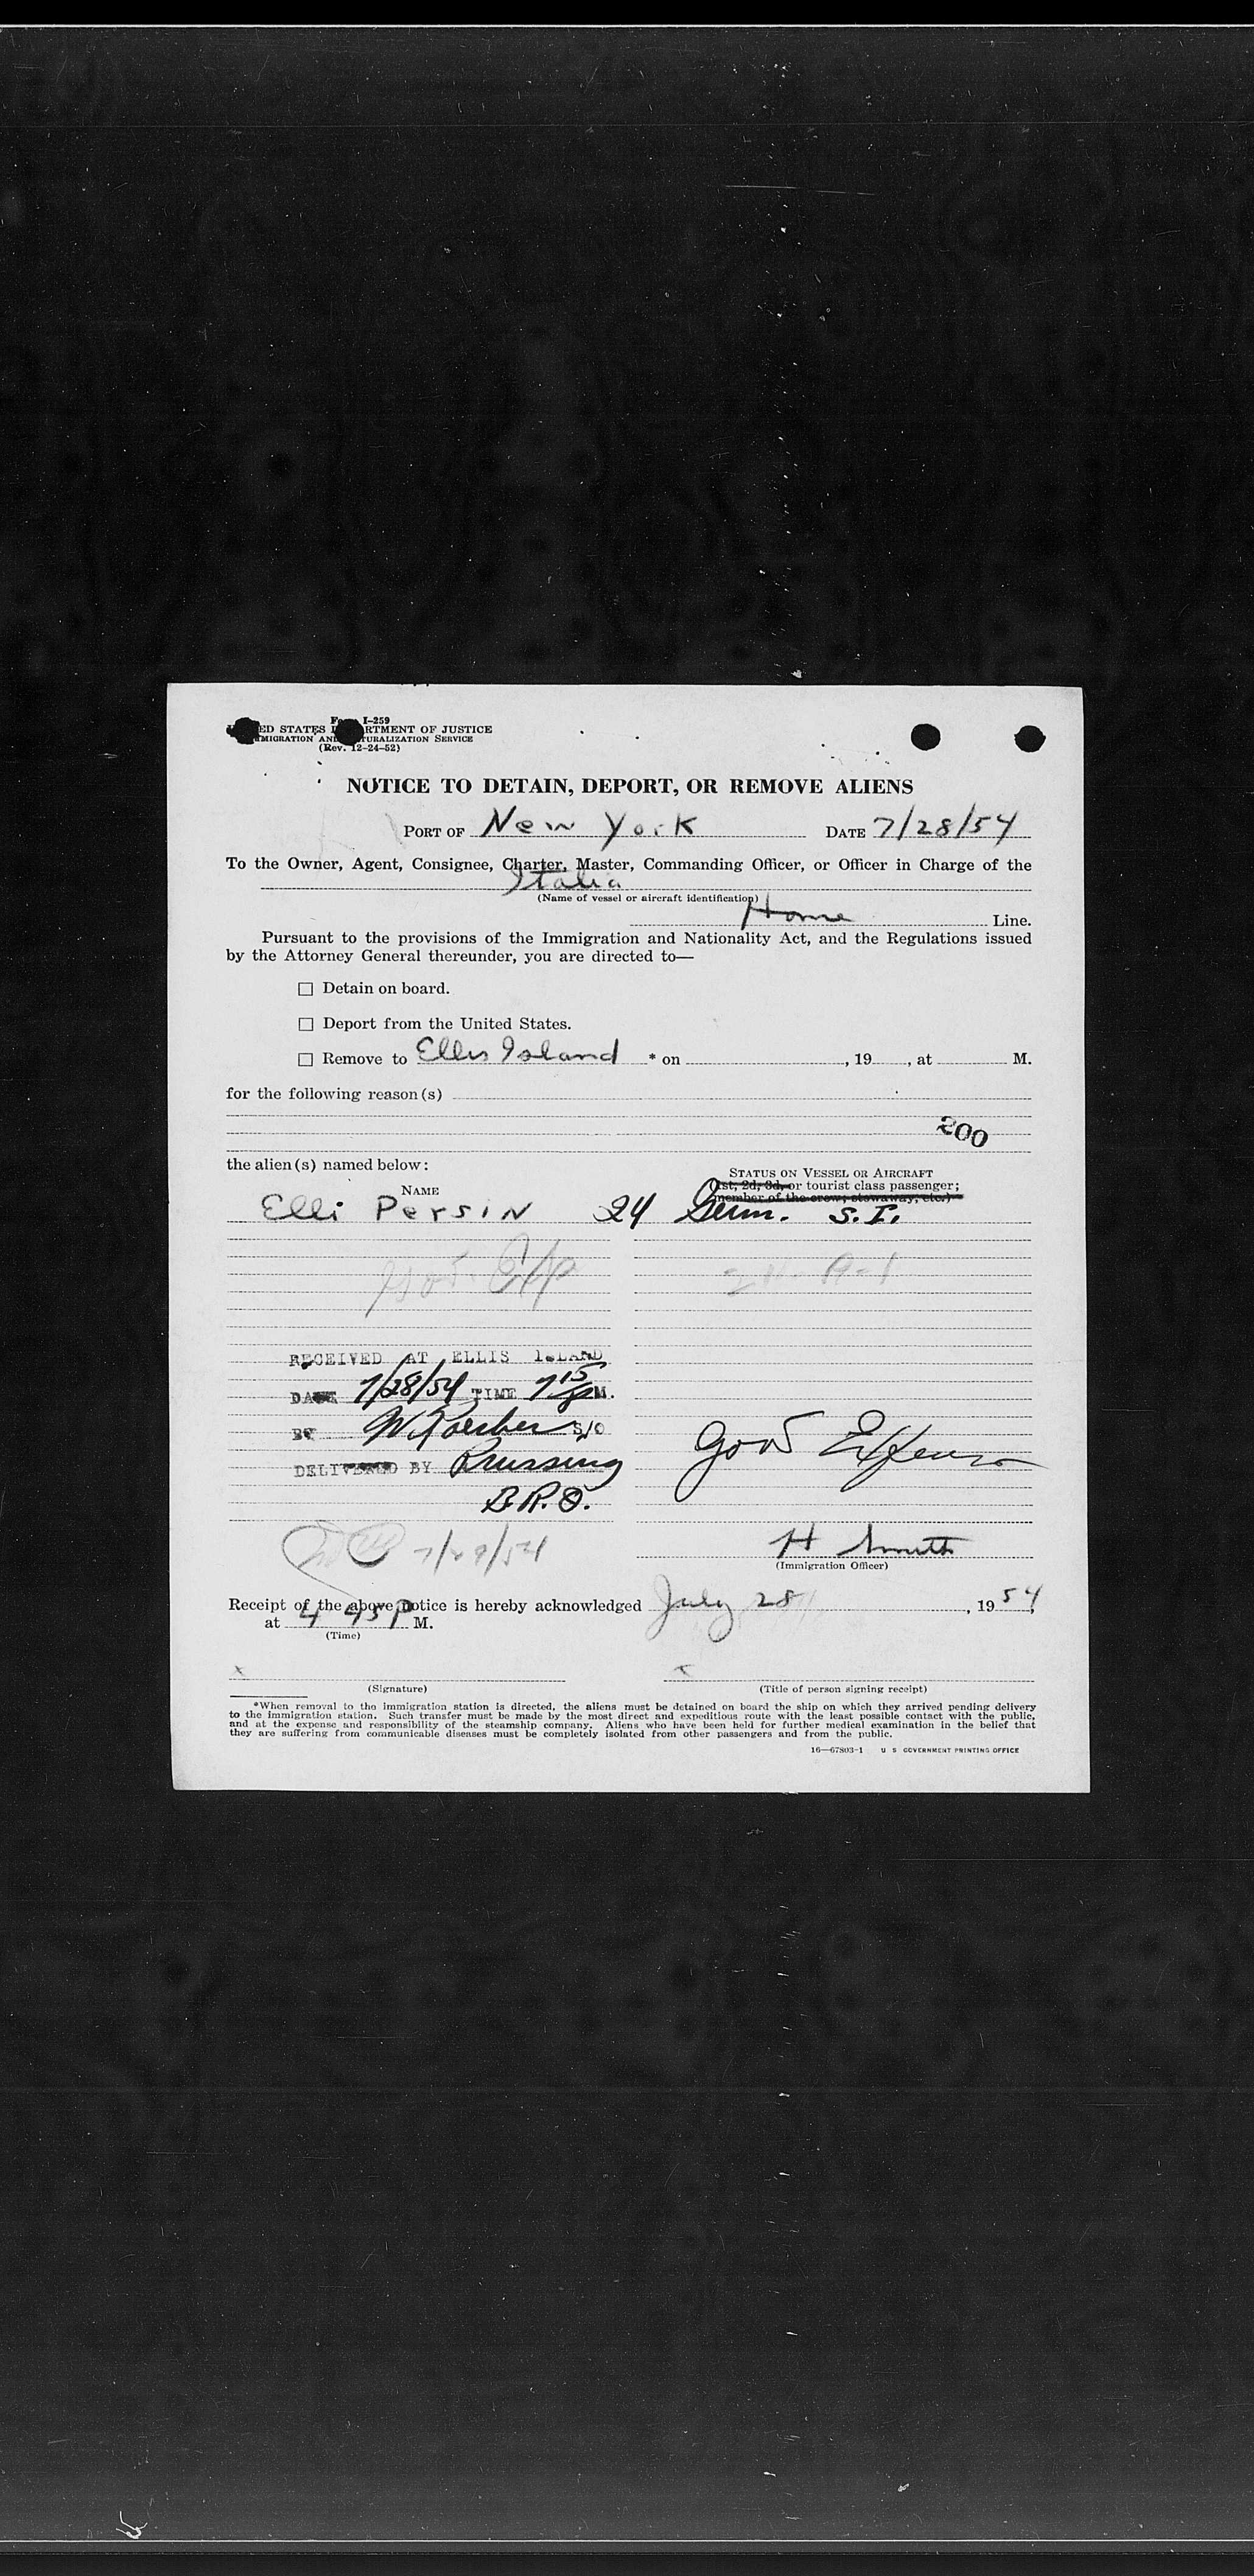 Form I-259
UNITED STATES DEPARTMENT OF JUSTICE
IMMIGRATION AND NATURALIZATION SERVICE
(Rev. 12-24-52)
NOTICE TO DETAIN, DEPORT, OR REMOVE ALIENS
PORT OF New York DATE 7/28/54
To the Owner, Agent, Consignee, Charter, Master, Commanding Officer, or Officer in Charge of the
Italia
(Name of vessel or aircraft identification)
Home Line.
Pursuant to the provisions of the Immigration and Nationality Act, and the Regulations issued
by the Attorney General thereunder, you are directed to—
☐ Detain on board.
☐ Deport from the United States.
☐ Remove to Ellis Island * on , 19 , at M.
for the following reason(s)
200
the alien(s) named below:
STATUS ON VESSEL OR AIRCRAFT
(1st, 2d, 3d, or tourist class passenger;
member of the crew; stowaway, etc.)
NAME
Elli Persin 24 Germ. S.I.
Gov. Exp
RECEIVED AT ELLIS ISLAND
DATE 7/28/54 TIME 7 15 PM.
BY S/O
DELIVERED BY
Gov Expense
D.R.O.
7/29/54
H Smith
(Immigration Officer)
Receipt of the above notice is hereby acknowledged July 28, 19 54,
at 4 45 P M.
(Time)
x x
(Signature) (Title of person signing receipt)
*When removal to the immigration station is directed, the aliens must be detained on board the ship on which they arrived pending delivery
to the immigration station. Such transfer must be made by the most direct and expeditious route with the least possible contact with the public,
and at the expense and responsibility of the steamship company. Aliens who have been held for further medical examination in the belief that
they are suffering from communicable diseases must be completely isolated from other passengers and from the public.
16—67803-1 U S GOVERNMENT PRINTING OFFICE